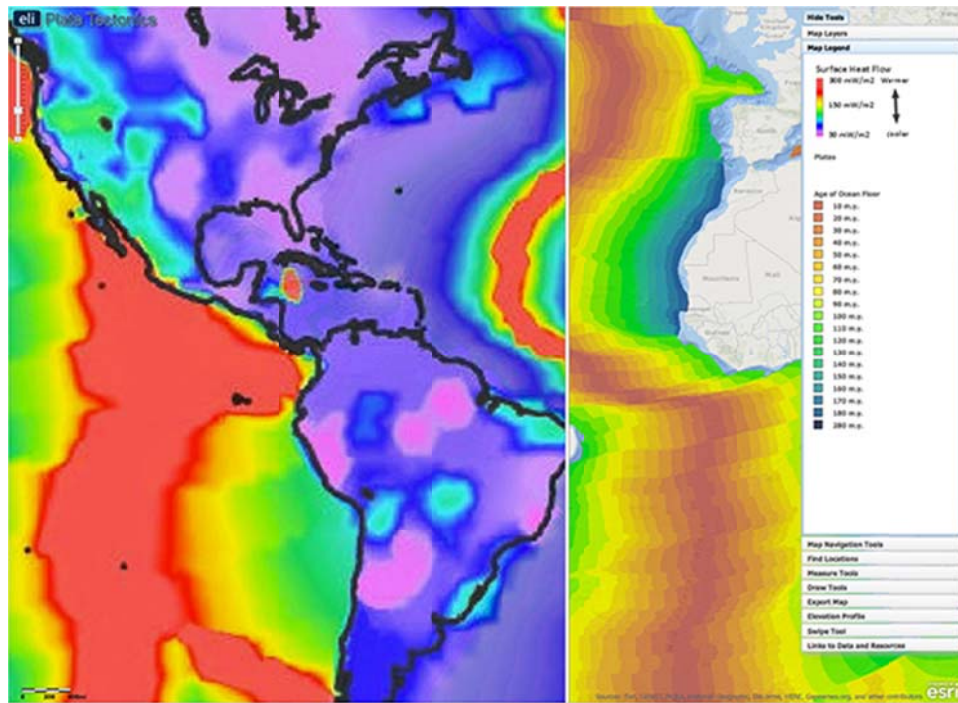 eli Plate Tectonics
Hide Tools
Map Layers
Map Legend
Surface Heat Flow
300 mW/m2 Warmer
150 mW/m2
30 mW/m2 cooler
Plates
Age of Ocean Floor
10 m.y.
20 m.y.
30 m.y.
40 m.y.
50 m.y.
60 m.y.
70 m.y.
80 m.y.
90 m.y.
100 m.y.
110 m.y.
120 m.y.
130 m.y.
140 m.y.
150 m.y.
160 m.y.
170 m.y.
180 m.y.
280 m.y.
Map Navigation Tools
Find Locations
Measure Tools
Draw Tools
Export Map
Elevation Profile
Swipe Tool
Links to Data and Resources
Mauritania
Mali
esri